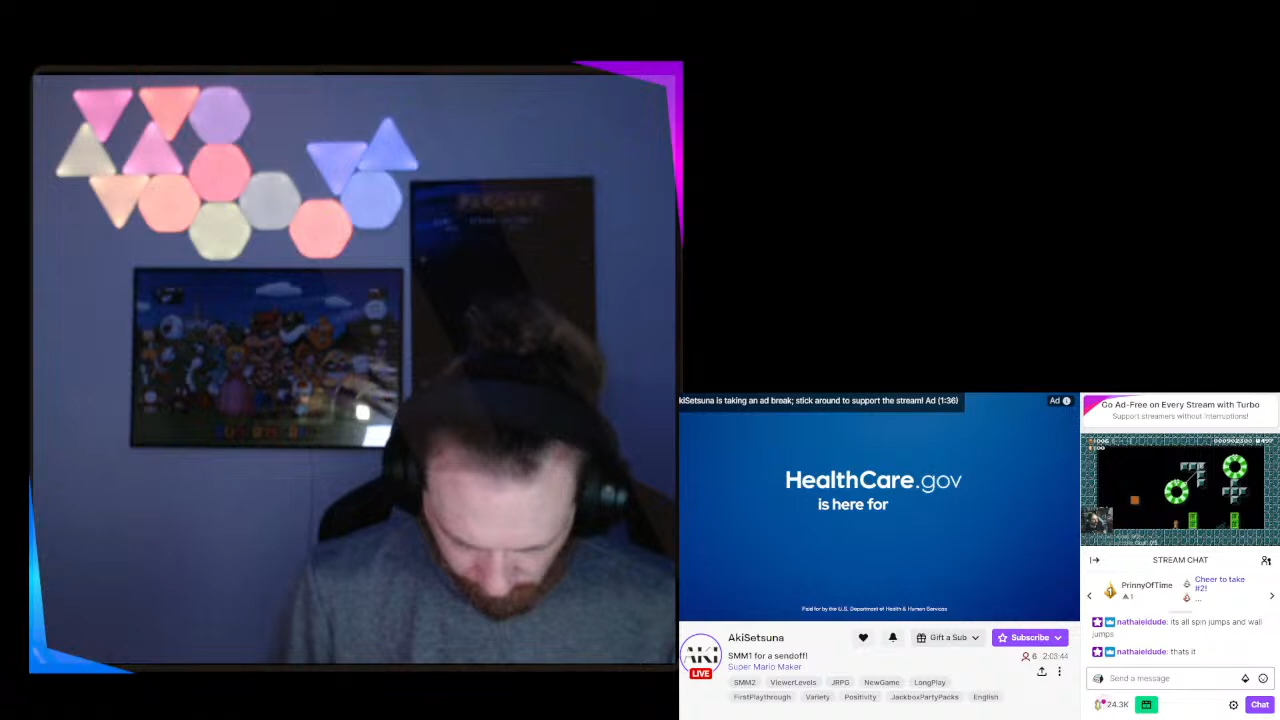 kiSetsuna is taking an ad break; stick around to support the stream! Ad (1:36)
Ad
HealthCare.gov
is here for
Paid for by the U.S. Department of Health & Human Services
AKI
LIVE
AkiSetsuna
Gift a Sub
Subscribe
SMM1 for a sendoff!
Super Mario Maker
6 2:03:44
SMM2 ViewerLevels JRPG NewGame LongPlay
FirstPlaythrough Variety Positivity JackboxPartyPacks English
Go Ad-Free on Every Stream with Turbo
Support streamers without interruptions!
STREAM CHAT
PrinnyOfTime
1
Cheer to take
#2!
...
nathaieldude: its all spin jumps and wall
jumps
nathaieldude: thats it
Send a message
24.3K
Chat